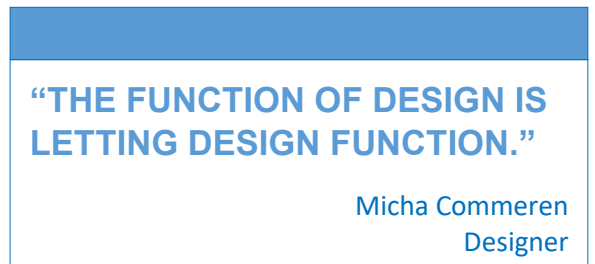 “THE FUNCTION OF DESIGN IS
LETTING DESIGN FUNCTION.”
Micha Commeren
Designer